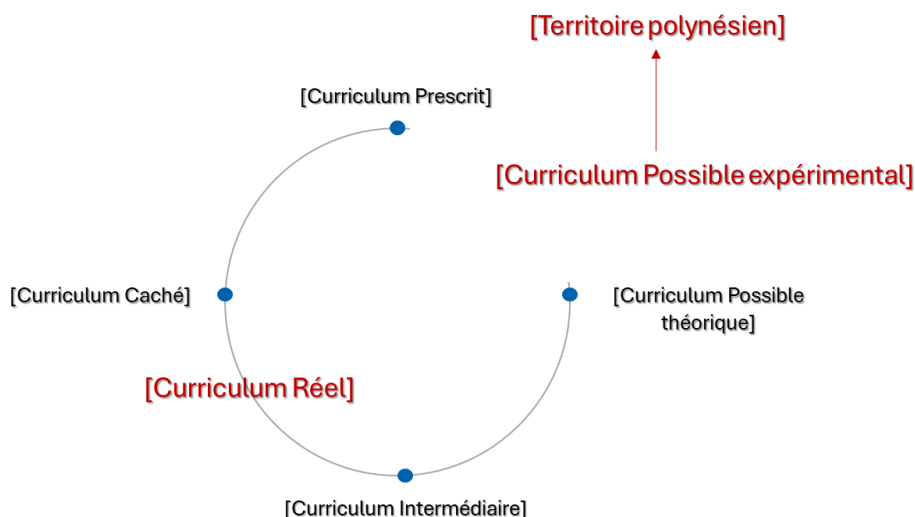 [Territoire polynésien]
[Curriculum Prescrit]
[Curriculum Possible expérimental]
[Curriculum Caché]
[Curriculum Possible
théorique]
[Curriculum Réel]
[Curriculum Intermédiaire]